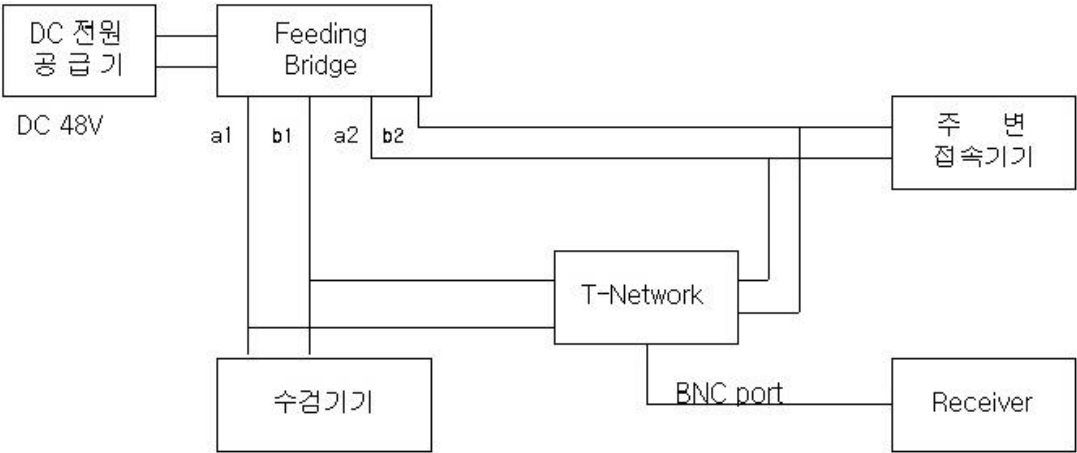 DC 전원
공 급 기
Feeding
Bridge
DC 48V
a1
b1
a2
b2
주 변
접속기기
T-Network
수검기기
BNC port
Receiver